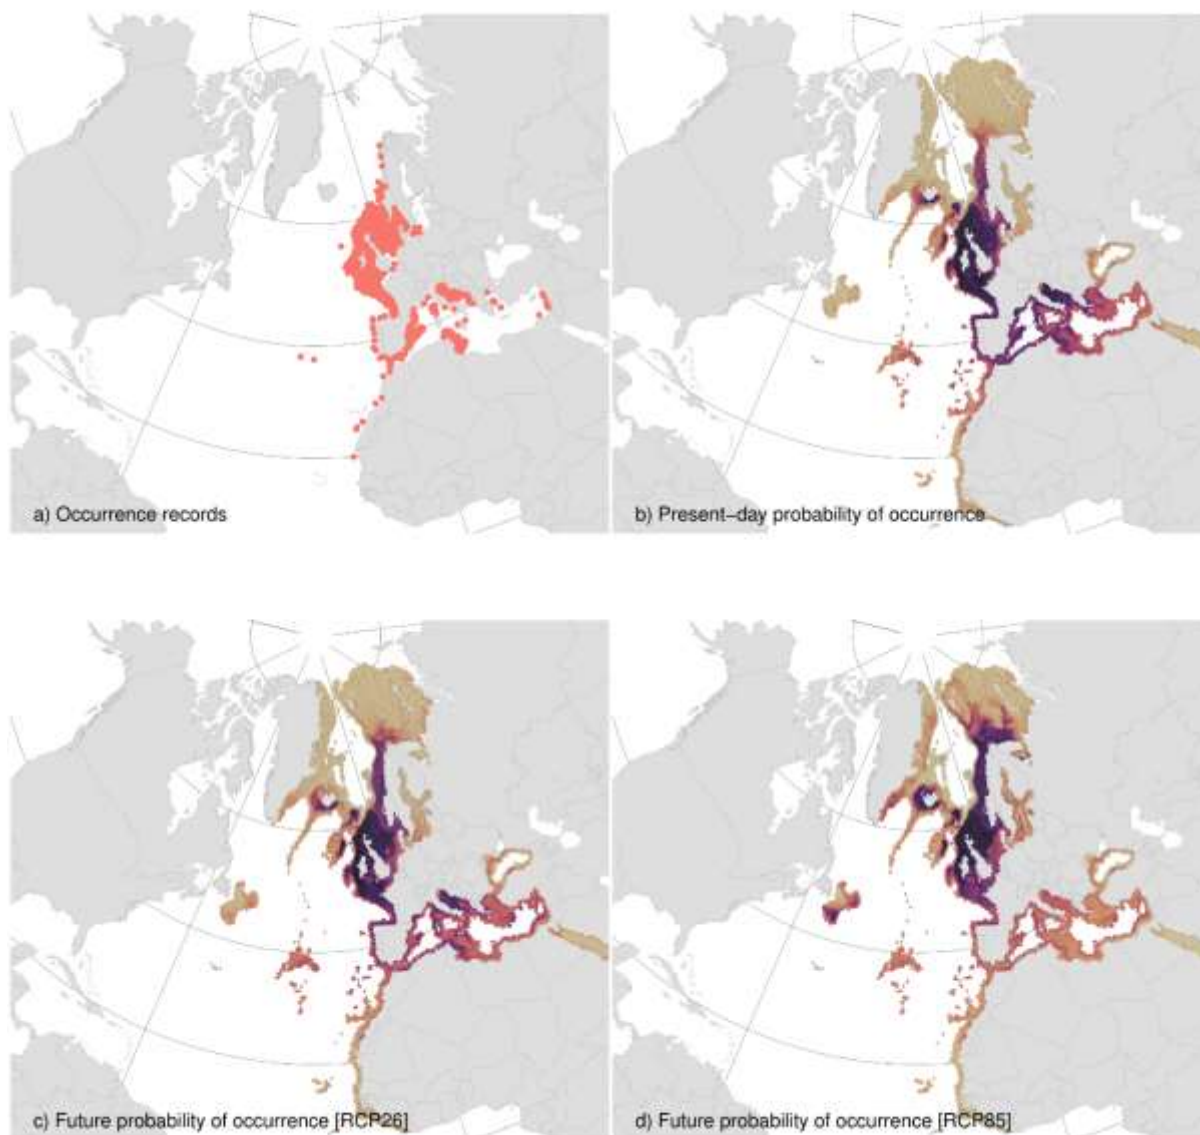 a) Occurrence records
b) Present–day probability of occurrence
c) Future probability of occurrence [RCP26]
d) Future probability of occurrence [RCP85]